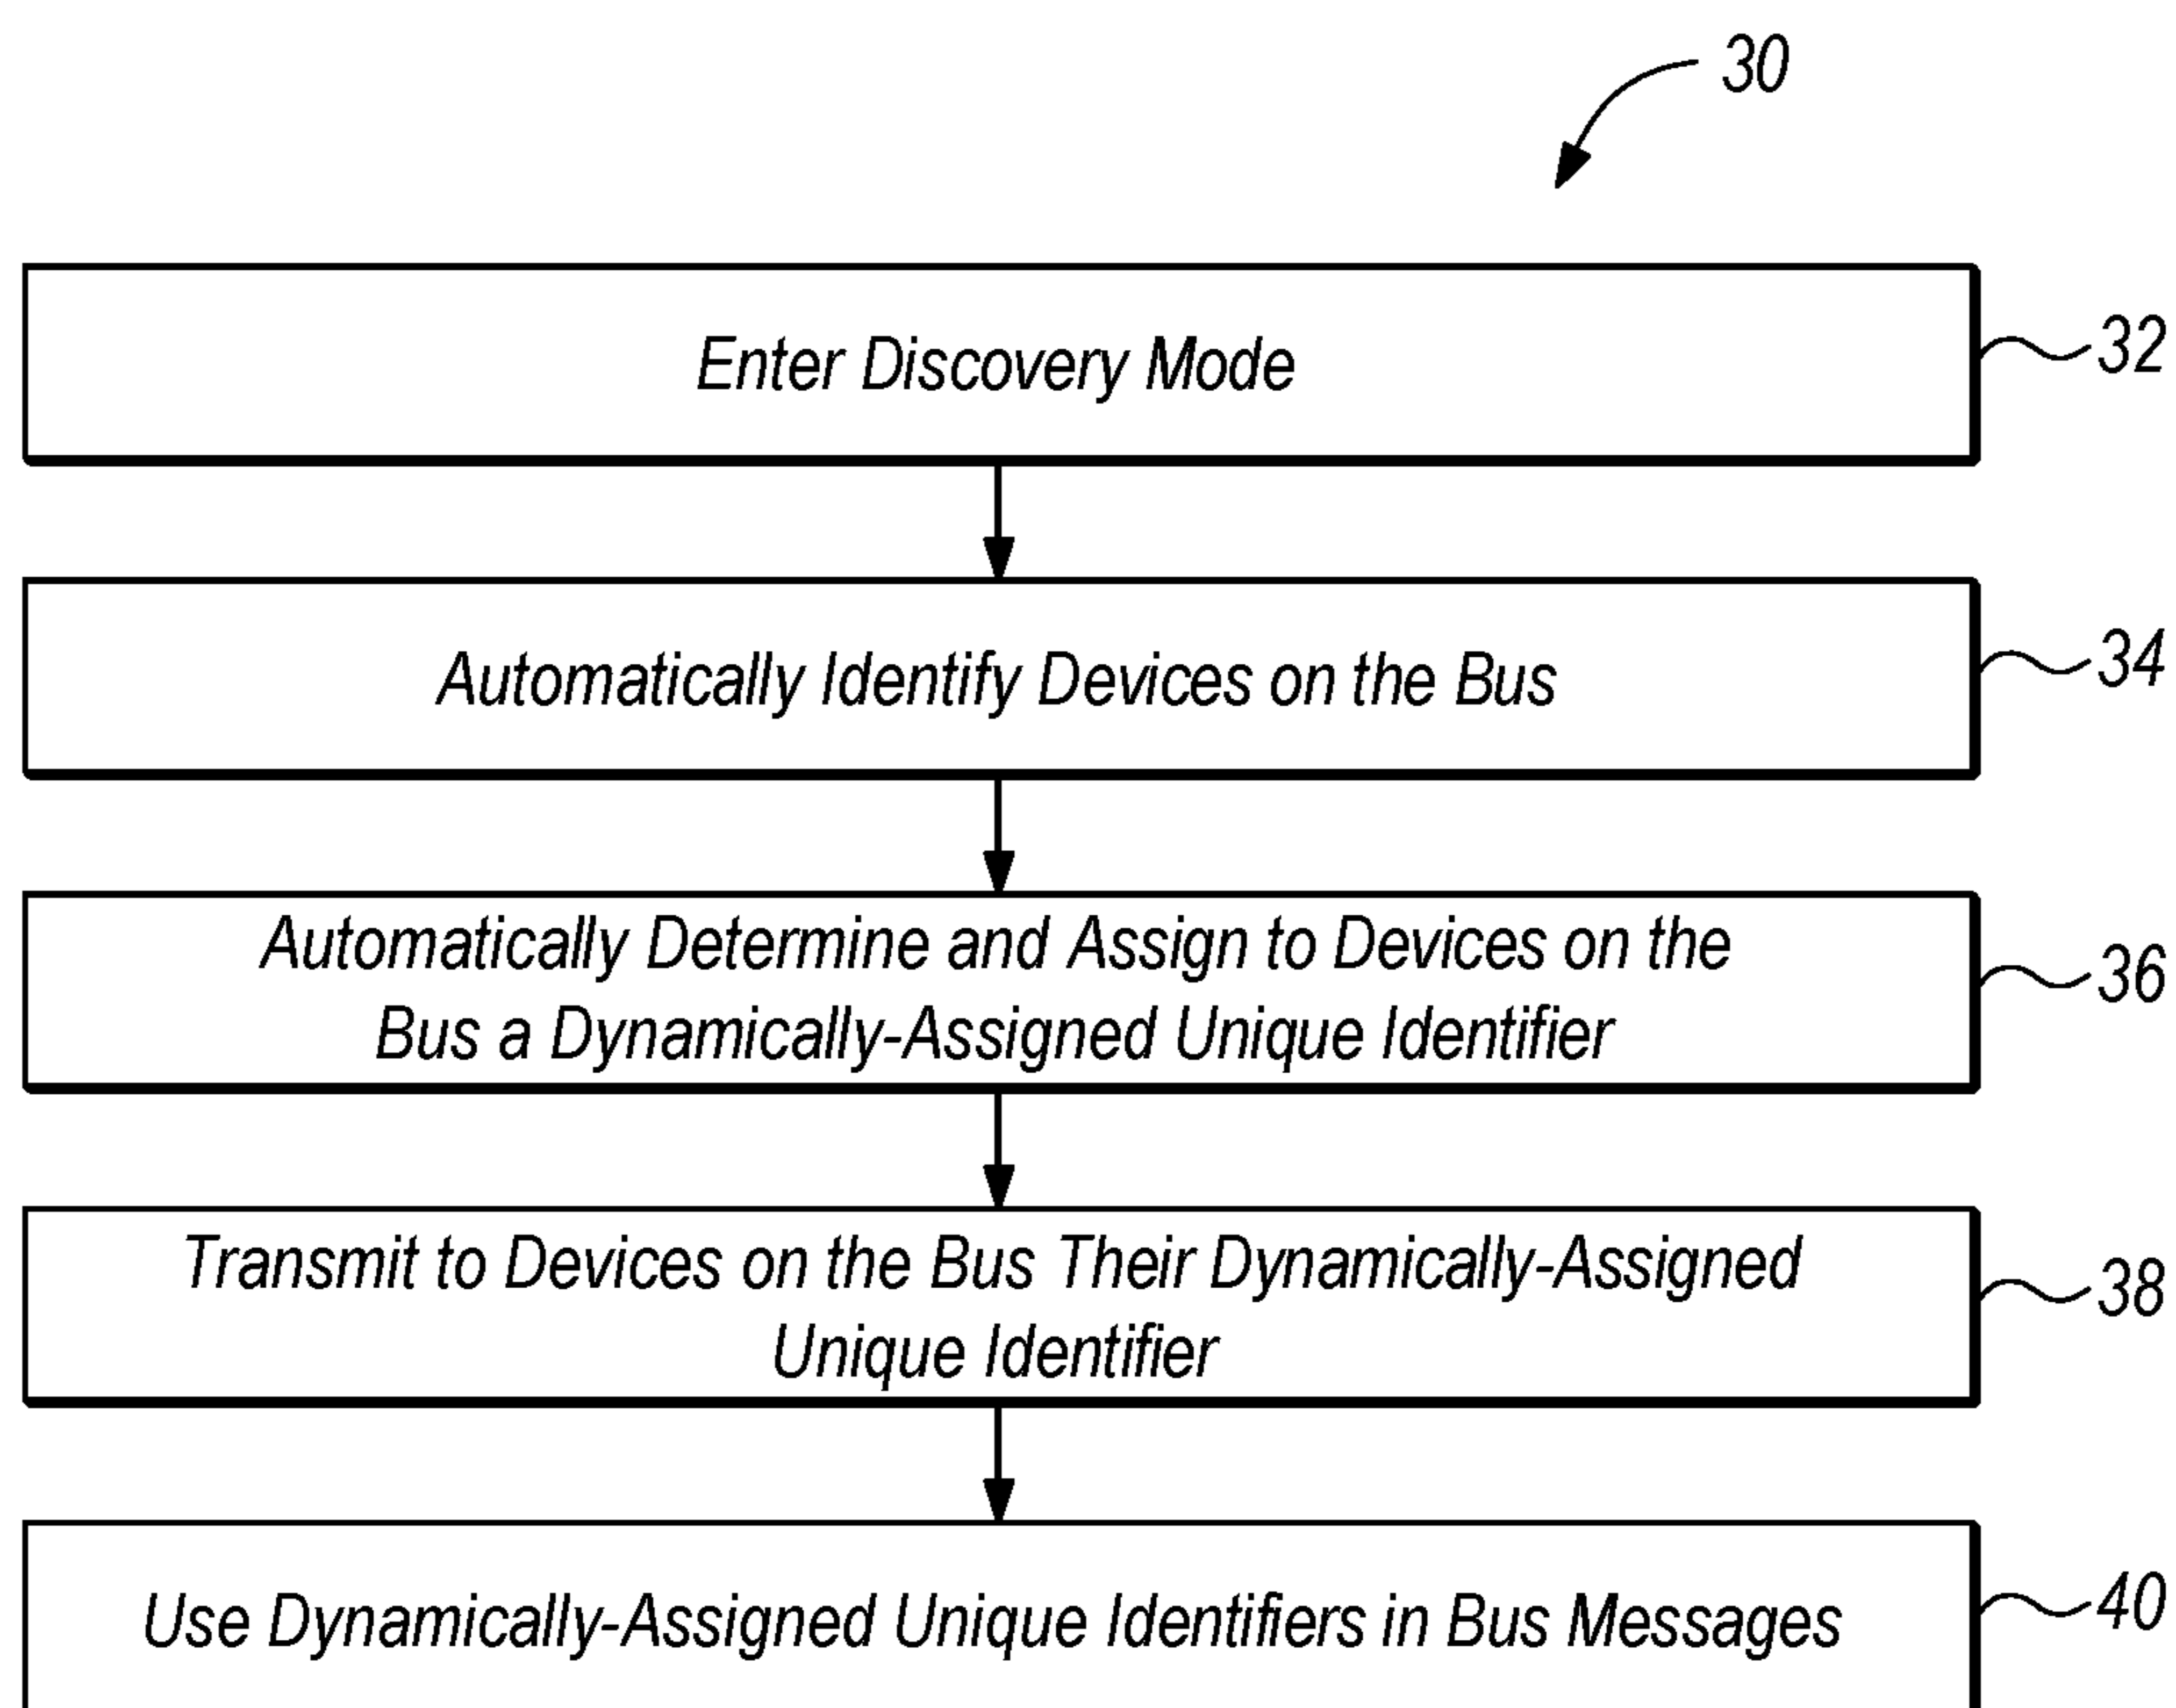 30
Enter Discovery Mode
32
Automatically Identify Devices on the Bus
34
Automatically Determine and Assign to Devices on the
Bus a Dynamically-Assigned Unique Identifier
36
Transmit to Devices on the Bus Their Dynamically-Assigned
Unique Identifier
38
Use Dynamically-Assigned Unique Identifiers in Bus Messages
40